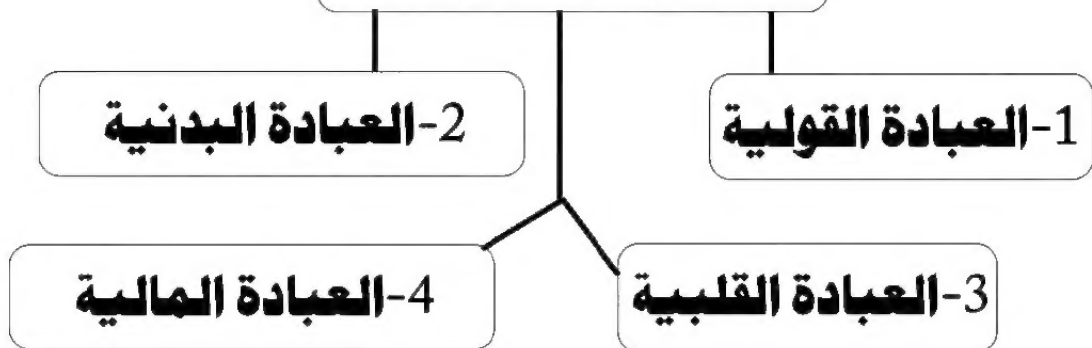 1-العبادة القولية
2-العبادة البدنية
3-العبادة القلبية
4-العبادة المالية